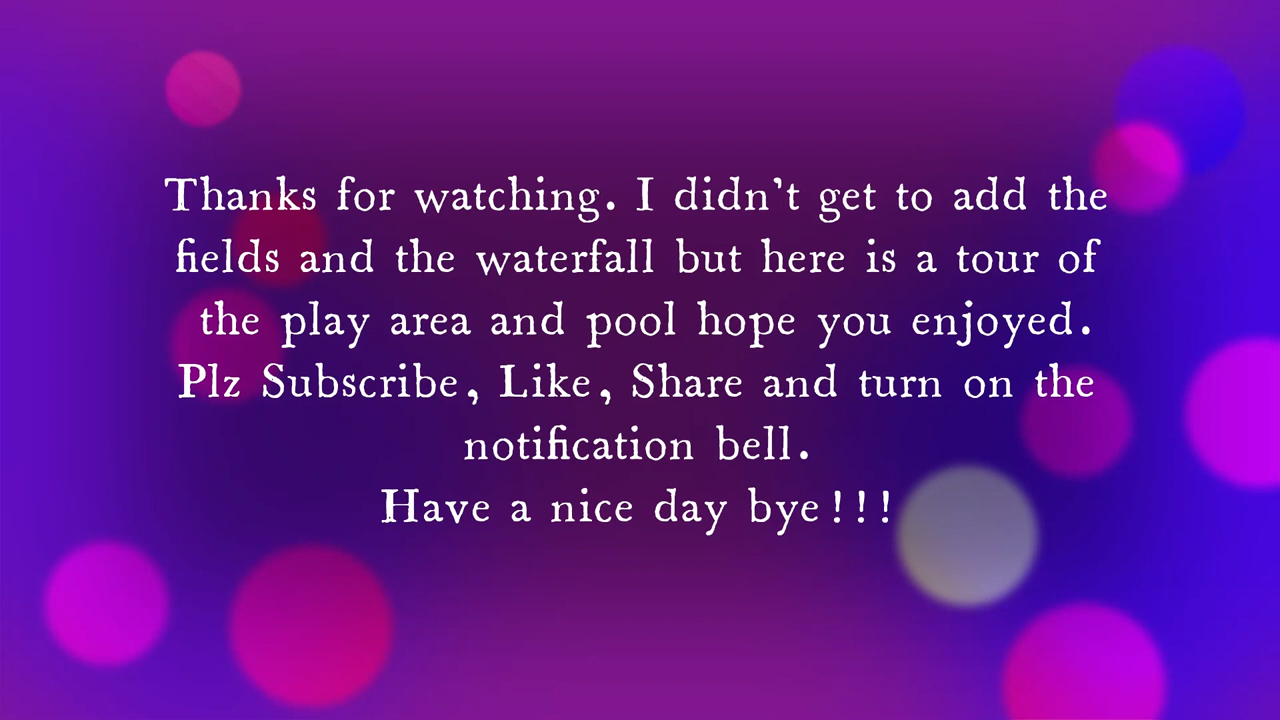 Thanks for watching. I didn't get to add the
fields and the waterfall but here is a tour of
the play area and pool hope you enjoyed.
Plz Subscribe, Like, Share and turn on the
notification bell.
Have a nice day bye!!!